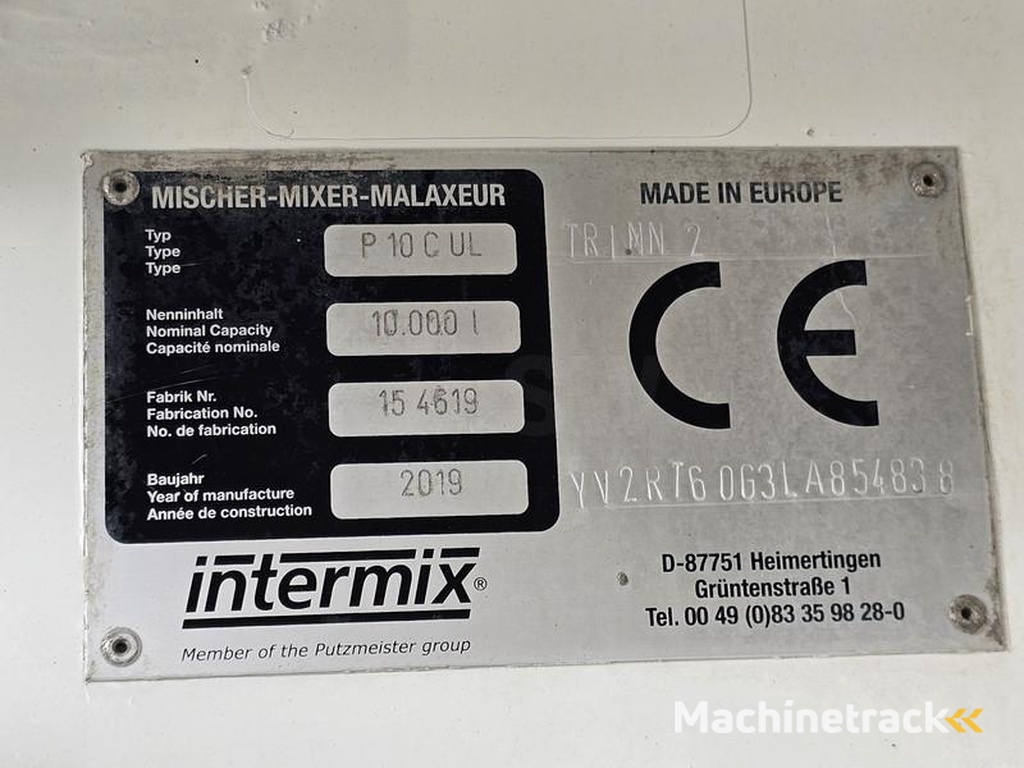 MISCHER-MIXER-MALAXEUR
Typ
Type
Type
P 10 C UL
Nenninhalt
Nominal Capacity
Capacité nominale
10.000 l
Fabrik Nr.
Fabrication No.
No. de fabrication
15 4619
Baujahr
Year of manufacture
Année de construction
2019
intermix®
Member of the Putzmeister group
MADE IN EUROPE
2
CE
YV2RT60G3LA854838
D-87751 Heimertingen
Grüntenstraße 1
Tel. 00 49 (0)83 35 98 28-0
Machinetrack